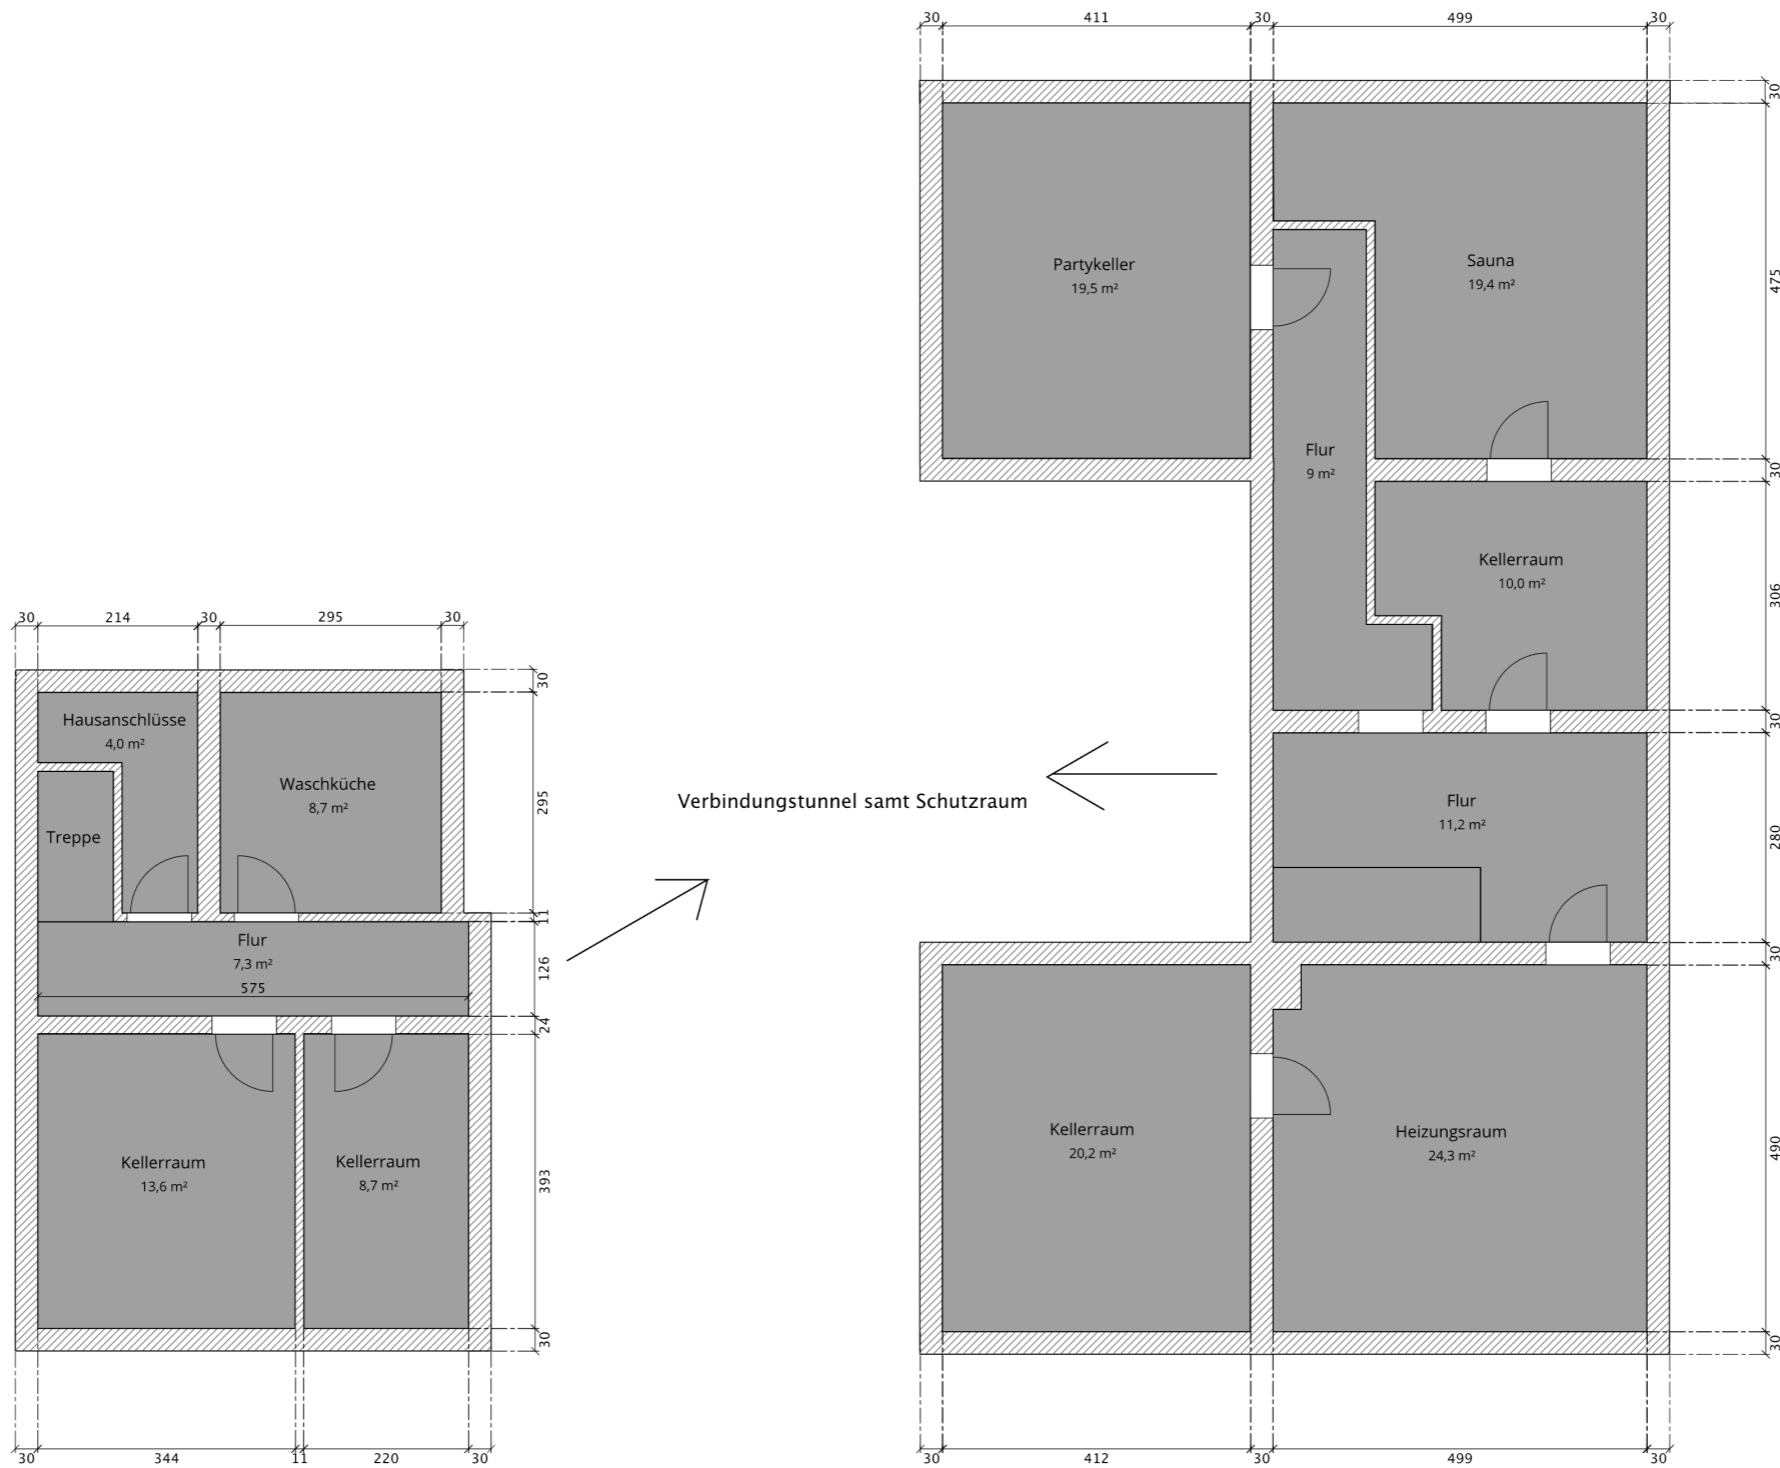 30
411
30
499
30
30
Partykeller
19,5 m²
Sauna
19,4 m²
475
Flur
9 m²
30
Kellerraum
10,0 m²
306
30
Flur
11,2 m²
280
30
Kellerraum
20,2 m²
Heizungsraum
24,3 m²
490
30
30
412
30
499
30
Verbindungstunnel samt Schutzraum
30
214
30
295
30
30
Hausanschlüsse
4,0 m²
Waschküche
8,7 m²
295
Treppe
11
Flur
7,3 m²
126
575
24
Kellerraum
13,6 m²
Kellerraum
8,7 m²
393
30
30
344
11
220
30